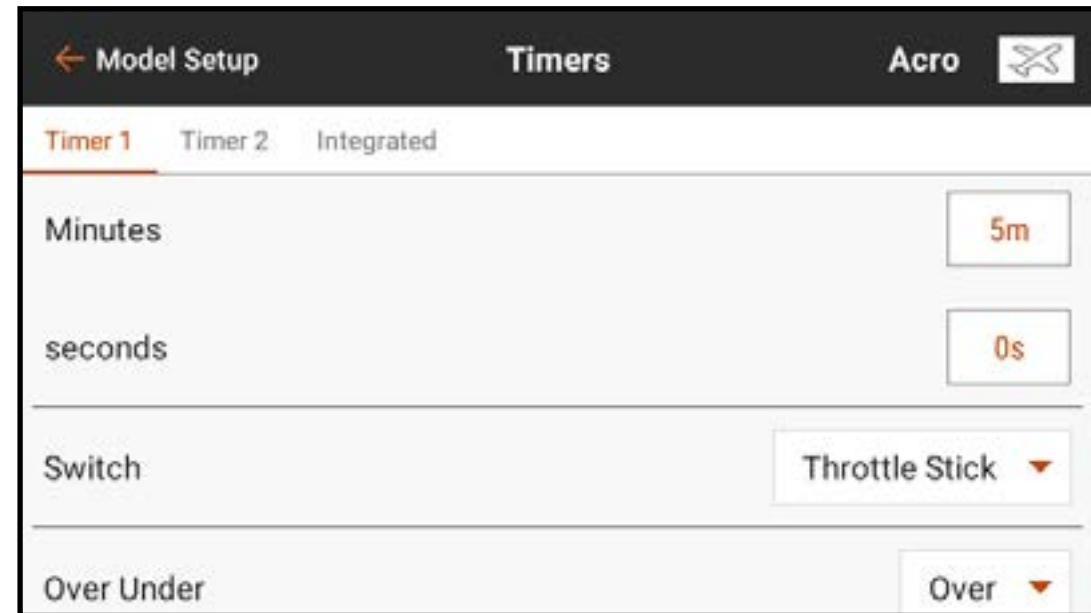 Model Setup Timers Acro
Timer 1 Timer 2 Integrated
Minutes 5m
seconds 0s
Switch Throttle Stick
Over Under Over